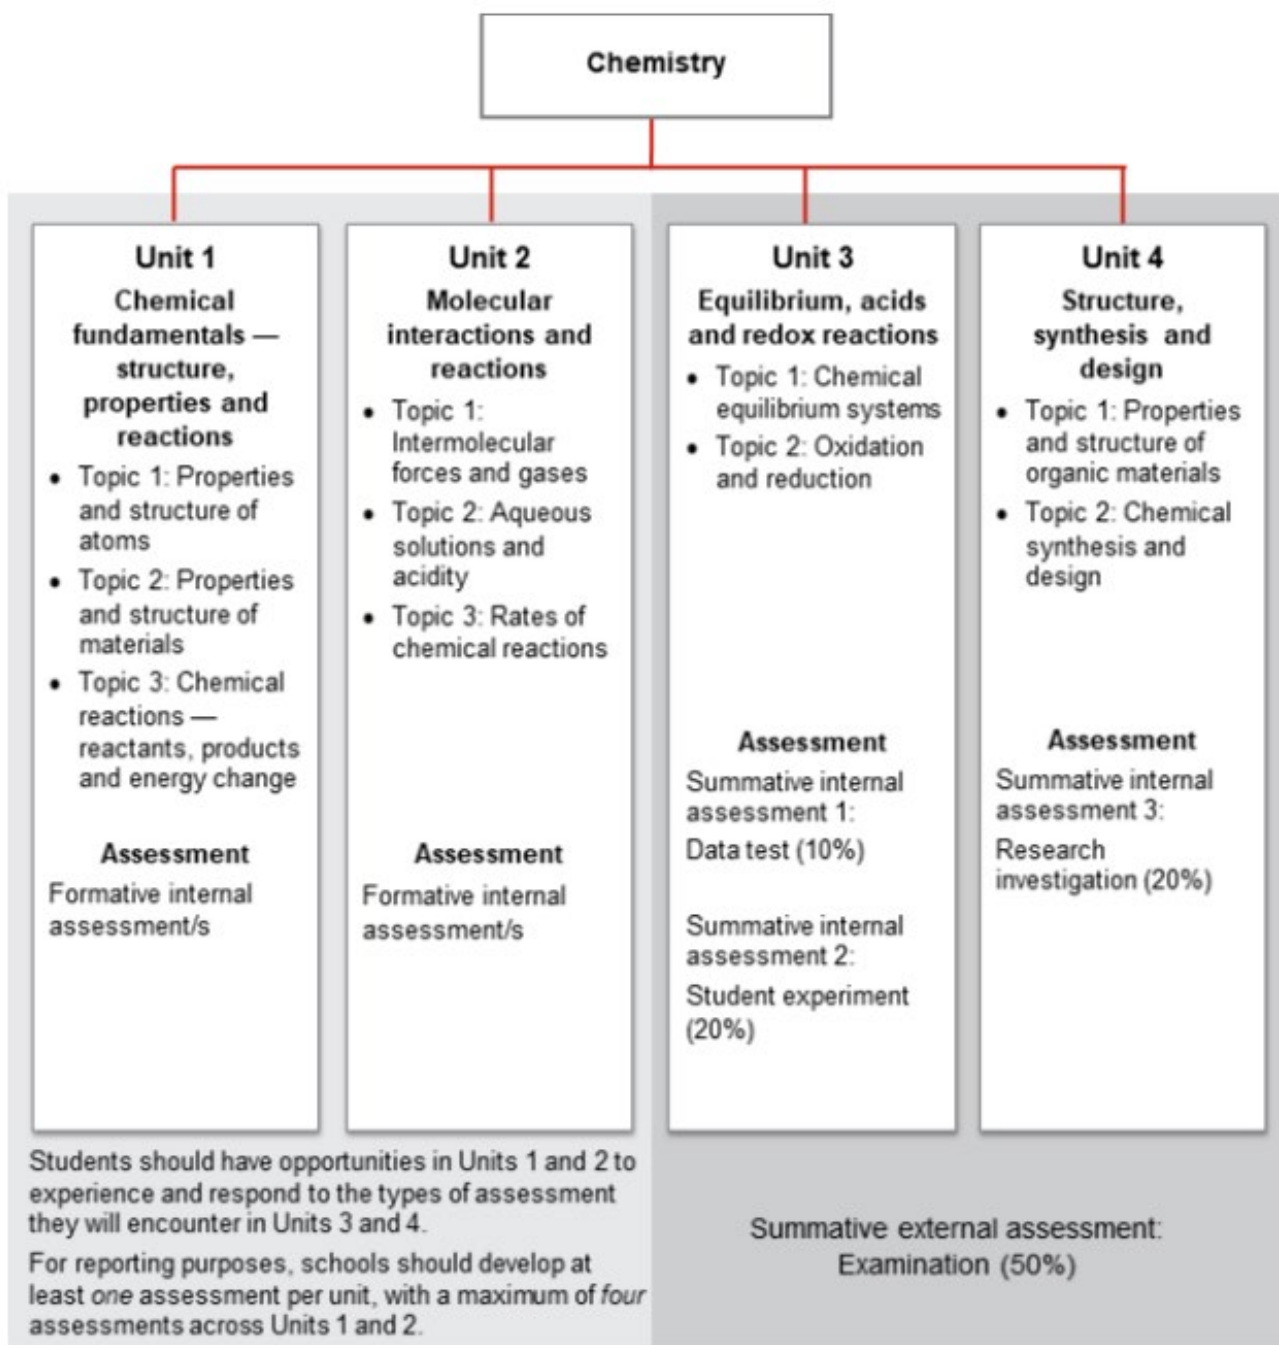 Chemistry
Unit 1
Chemical
fundamentals —
structure,
properties and
reactions
• Topic 1: Properties
and structure of
atoms
• Topic 2: Properties
and structure of
materials
• Topic 3: Chemical
reactions —
reactants, products
and energy change
Assessment
Formative internal
assessment/s
Unit 2
Molecular
interactions and
reactions
• Topic 1:
Intermolecular
forces and gases
• Topic 2: Aqueous
solutions and
acidity
• Topic 3: Rates of
chemical reactions
Assessment
Formative internal
assessment/s
Unit 3
Equilibrium, acids
and redox reactions
• Topic 1: Chemical
equilibrium systems
• Topic 2: Oxidation
and reduction
Assessment
Summative internal
assessment 1:
Data test (10%)
Summative internal
assessment 2:
Student experiment
(20%)
Unit 4
Structure,
synthesis and
design
• Topic 1: Properties
and structure of
organic materials
• Topic 2: Chemical
synthesis and
design
Assessment
Summative internal
assessment 3:
Research
investigation (20%)
Students should have opportunities in Units 1 and 2 to
experience and respond to the types of assessment
they will encounter in Units 3 and 4.
For reporting purposes, schools should develop at
least one assessment per unit, with a maximum of four
assessments across Units 1 and 2.
Summative external assessment:
Examination (50%)